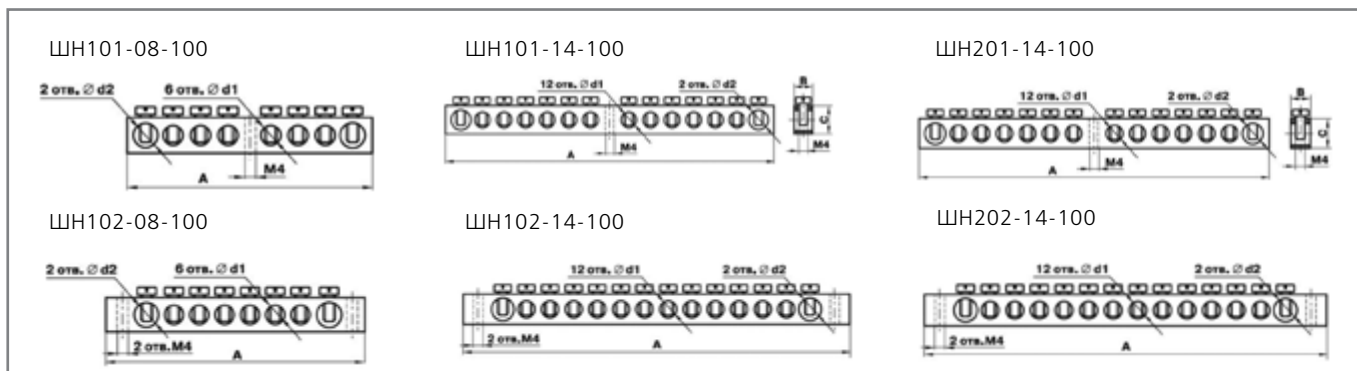 ШН101-08-100
2 отв. Ø d2
6 отв. Ø d1
M4
A
ШН101-14-100
12 отв. Ø d1
2 отв. Ø d2
B
C
M4
M4
A
ШН201-14-100
12 отв. Ø d1
2 отв. Ø d2
B
C
M4
M4
A
ШН102-08-100
2 отв. Ø d2
6 отв. Ø d1
2 отв.M4
A
ШН102-14-100
12 отв. Ø d1
2 отв. Ø d2
2 отв.M4
A
ШН202-14-100
12 отв. Ø d1
2 отв. Ø d2
2 отв.M4
A